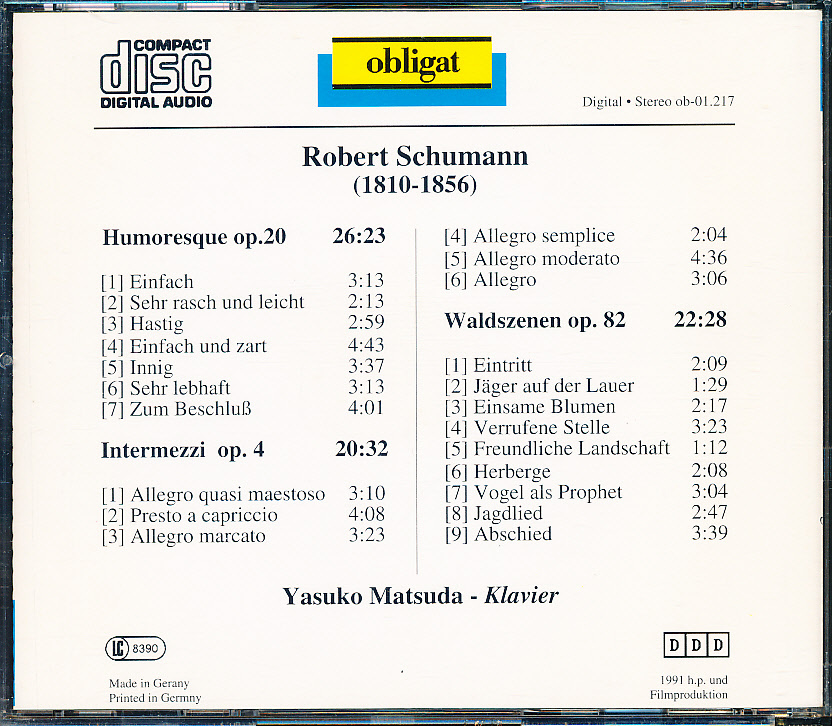 COMPACT
disc
DIGITAL AUDIO
obligat
Digital • Stereo ob-01.217
Robert Schumann
(1810-1856)
Humoresque op.20 26:23
[1] Einfach 3:13
[2] Sehr rasch und leicht 2:13
[3] Hastig 2:59
[4] Einfach und zart 4:43
[5] Innig 3:37
[6] Sehr lebhaft 3:13
[7] Zum Beschluß 4:01
Intermezzi op. 4 20:32
[1] Allegro quasi maestoso 3:10
[2] Presto a capriccio 4:08
[3] Allegro marcato 3:23
[4] Allegro semplice 2:04
[5] Allegro moderato 4:36
[6] Allegro 3:06
Waldszenen op. 82 22:28
[1] Eintritt 2:09
[2] Jäger auf der Lauer 1:29
[3] Einsame Blumen 2:17
[4] Verrufene Stelle 3:23
[5] Freundliche Landschaft 1:12
[6] Herberge 2:08
[7] Vogel als Prophet 3:04
[8] Jagdlied 2:47
[9] Abschied 3:39
Yasuko Matsuda - Klavier
LC 8390
DDD
Made in Gerany
Printed in Germny
1991 h.p. und
Filmproduktion